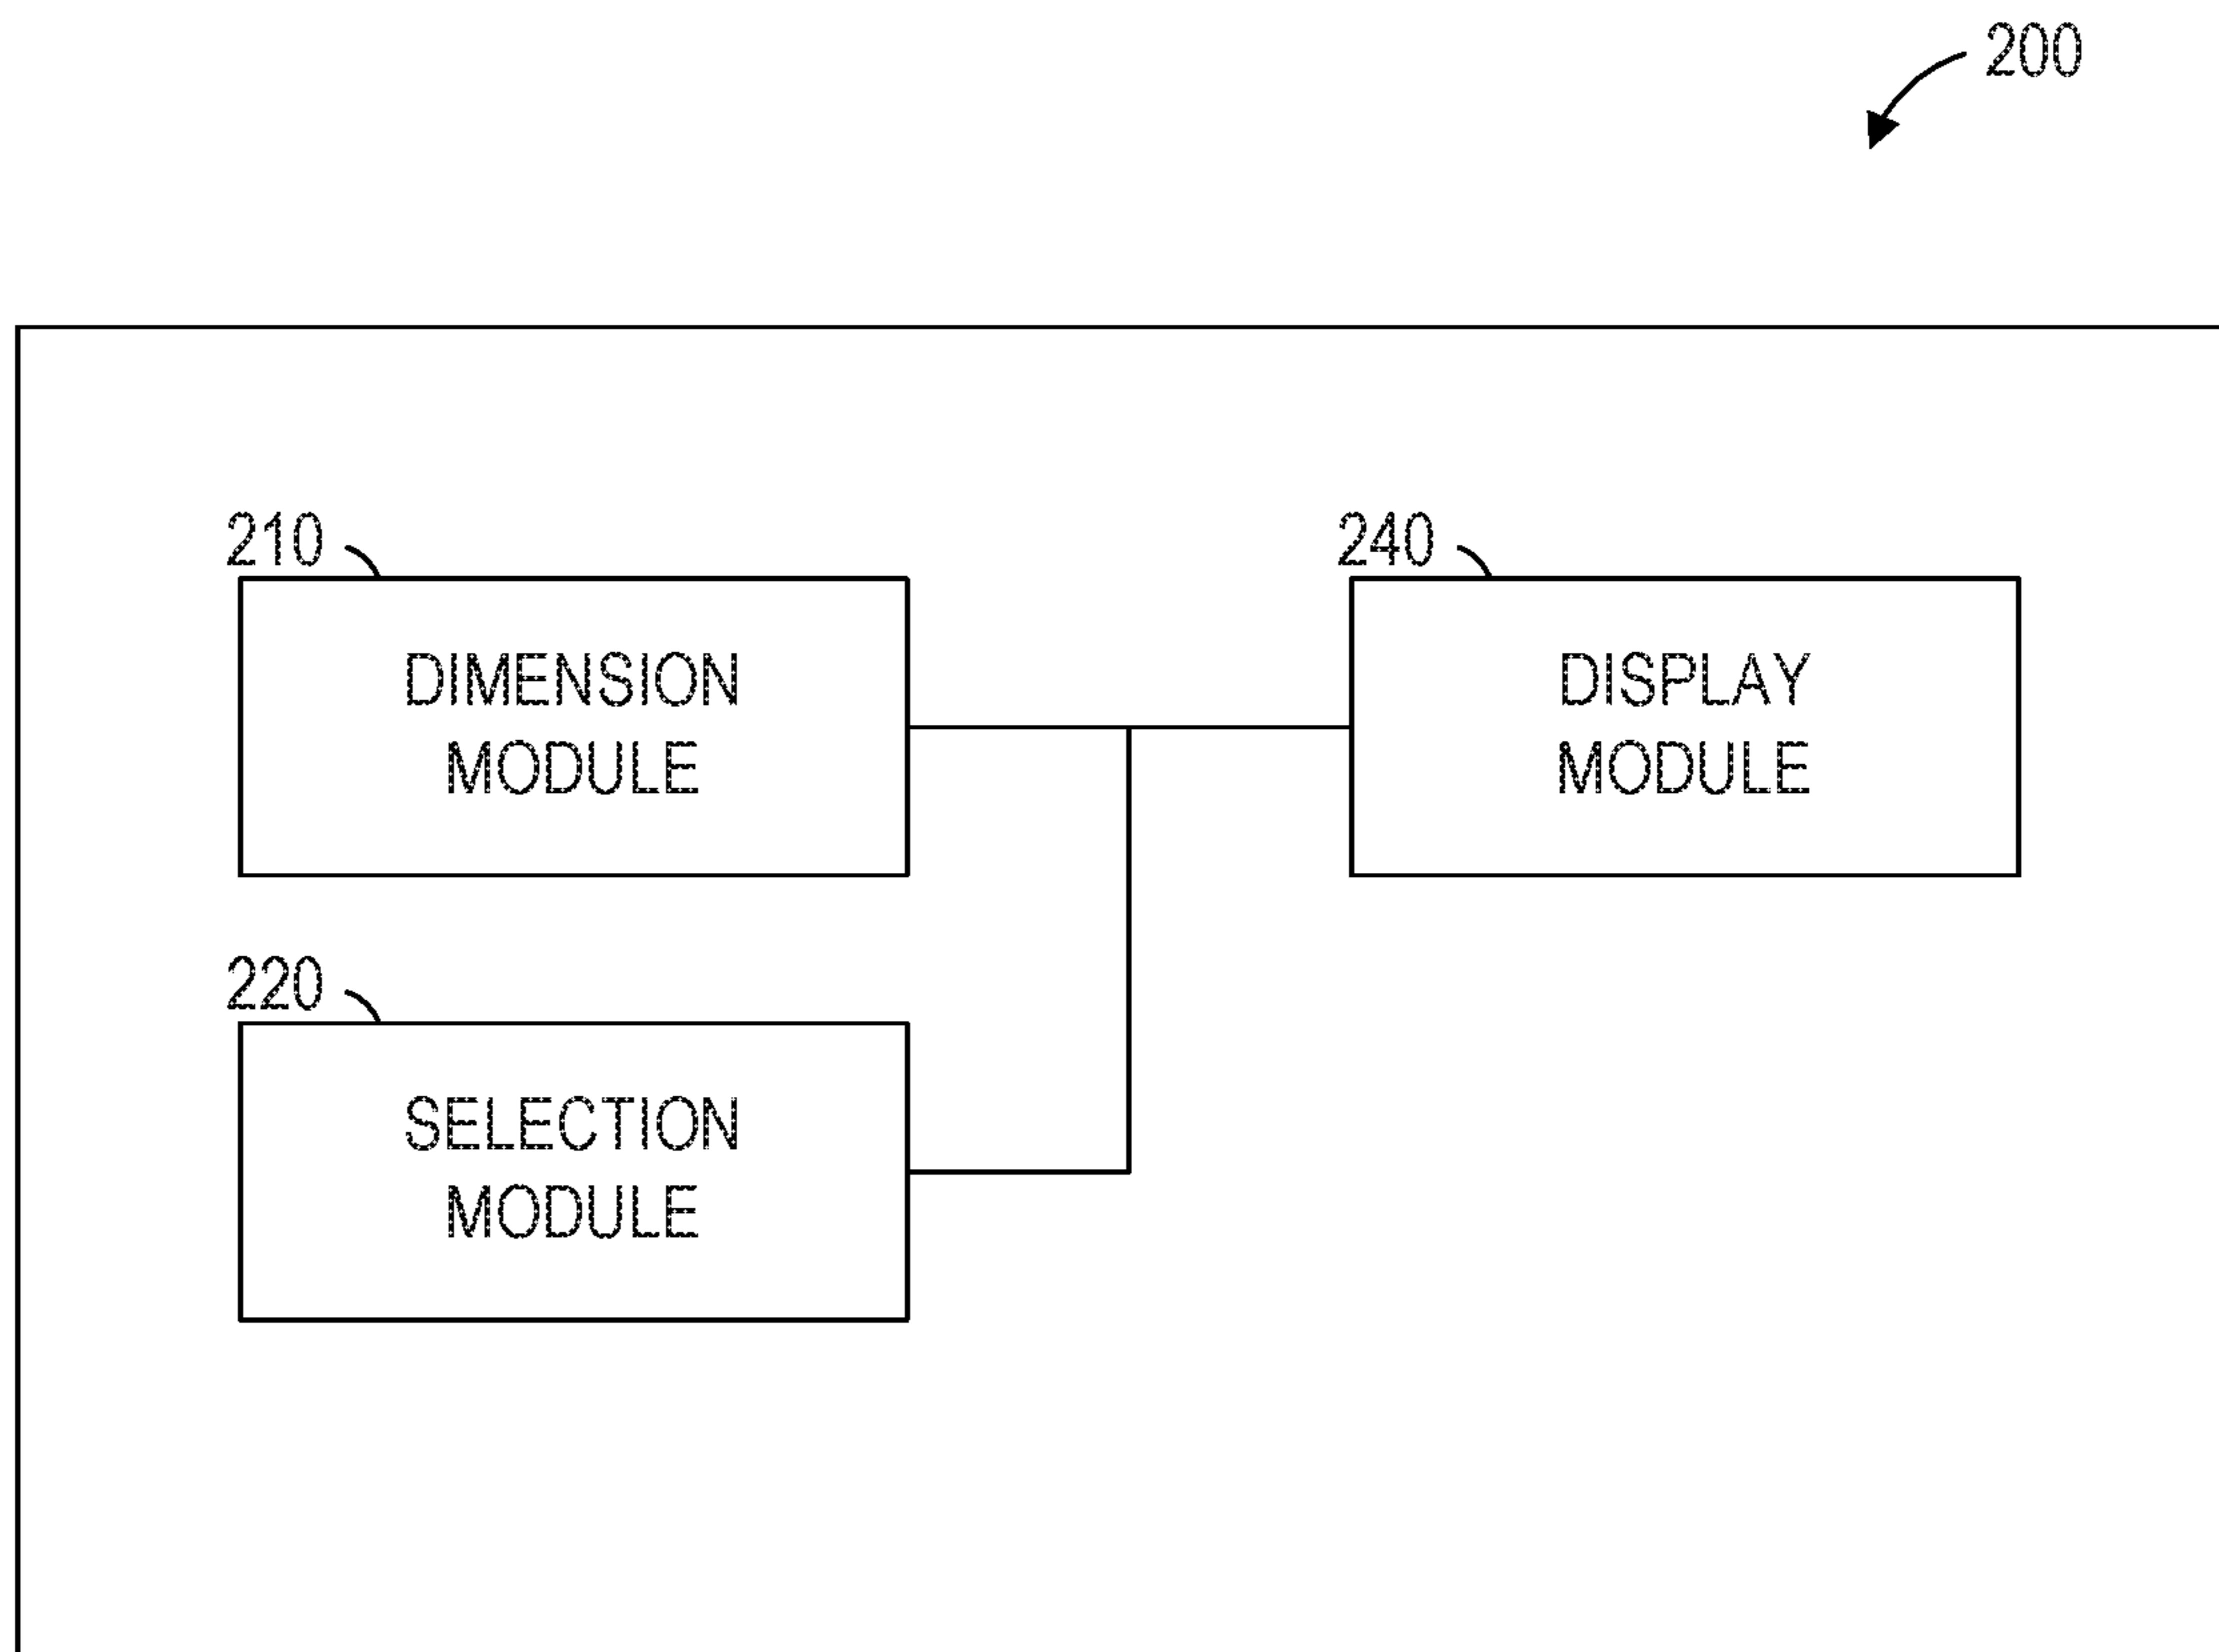 200
210
DIMENSION
MODULE
240
DISPLAY
MODULE
220
SELECTION
MODULE